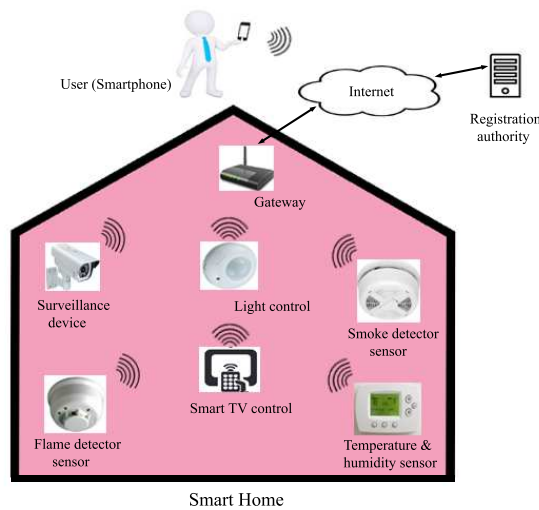 User (Smartphone)
Internet
Registration
authority
Gateway
Surveillance
device
Light control
Smoke detector
sensor
Smart TV control
Flame detector
sensor
Temperature &
humidity sensor
Smart Home